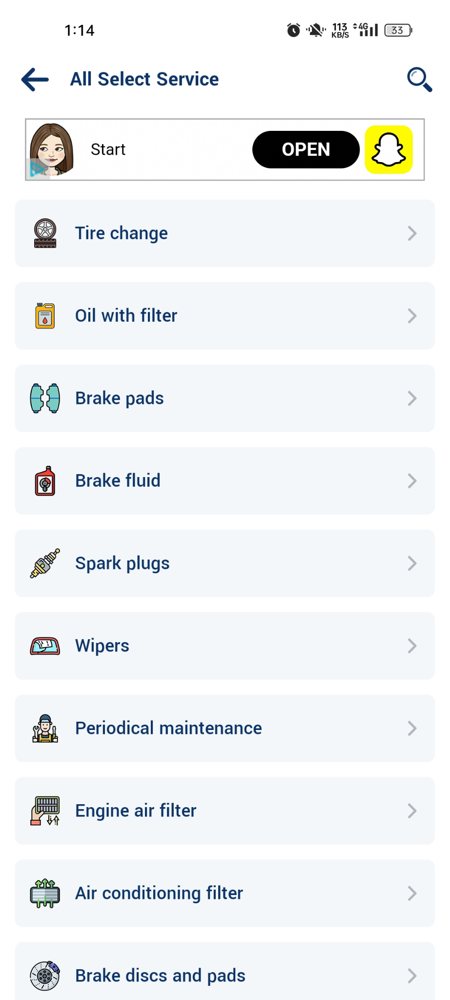 1:14
113
KB/S
4G
33
All Select Service
Start
OPEN
Tire change
Oil with filter
Brake pads
Brake fluid
Spark plugs
Wipers
Periodical maintenance
Engine air filter
Air conditioning filter
Brake discs and pads